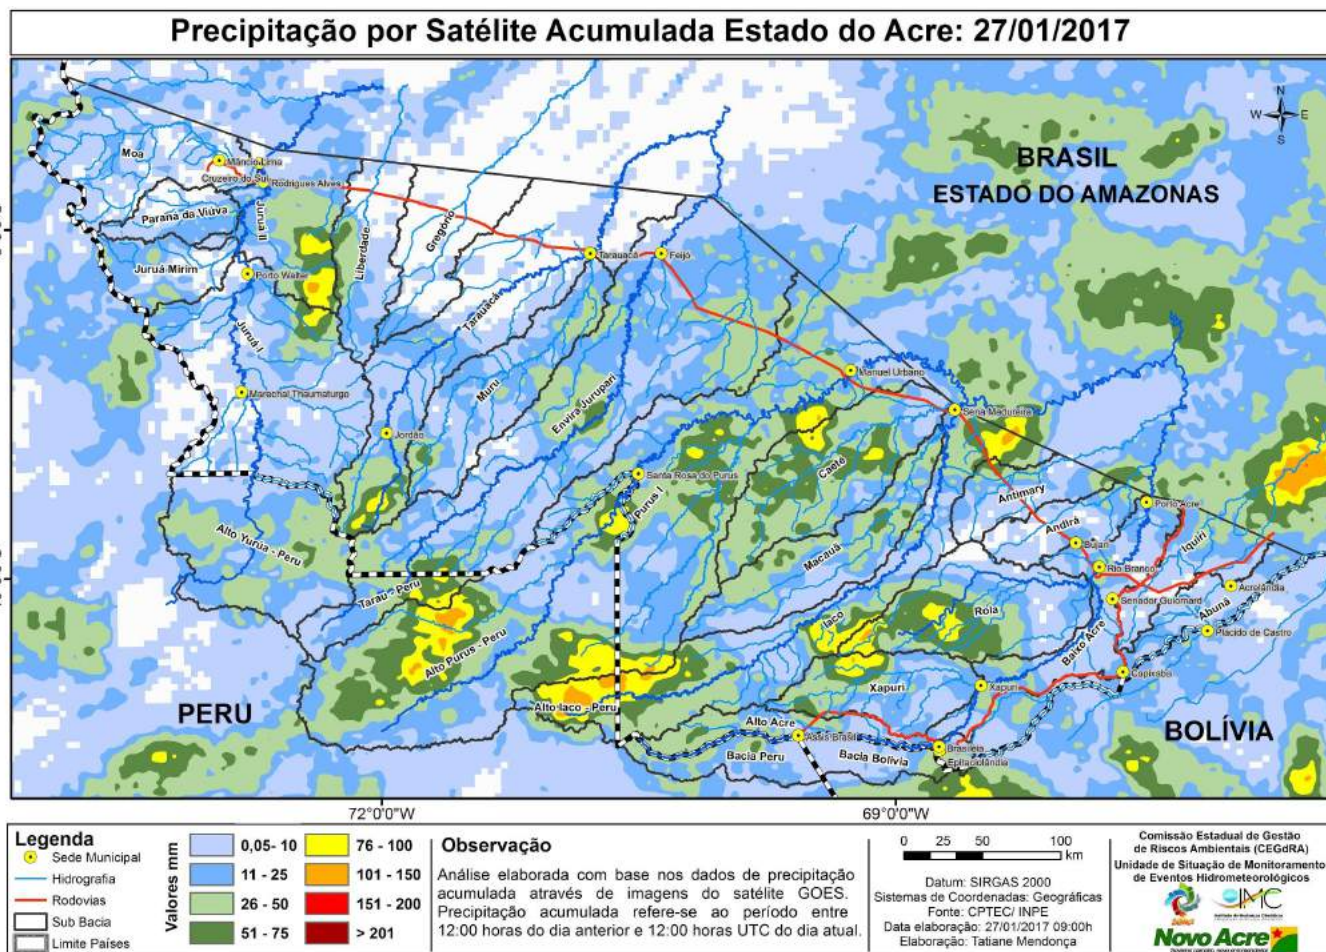 Precipitação por Satélite Acumulada Estado do Acre: 27/01/2017
N
W E
S
BRASIL
ESTADO DO AMAZONAS
Moa
Mâncio Lima
Cruzeiro do Sul
Rodrigues Alves
Paraná da Viúva
Juruá II
Juruá Mirim
Porto Walter
Liberdade
Gregório
Tarauacá
Feijó
Tarauacá
Juruá I
Marechal Thaumaturgo
Muru
Envira Jurupari
Jordão
Manuel Urbano
Sena Madureira
Santa Rosa do Purus
Purus I
Caeté
Antimary
Porto Acre
Andirá
Bujari
Iquiri
Rio Branco
Alto Yurua - Peru
Macauã
Tarau - Peru
Senador Guiomard
Acrelândia
Abunã
Plácido de Castro
Iaco
Rola
Baixo Acre
Alto Purus - Peru
Capixaba
Xapuri
Xapuri
PERU
Alto Iaco - Peru
Alto Acre
Assis Brasil
Brasileia
Epitaciolândia
Bacia Peru
Bacia Bolívia
BOLÍVIA
72°0'0"W
69°0'0"W
Legenda
Sede Municipal
Hidrografia
Rodovias
Sub Bacia
Limite Países
Valores mm
0,05- 10
11 - 25
26 - 50
51 - 75
76 - 100
101 - 150
151 - 200
> 201
Observação
Análise elaborada com base nos dados de precipitação
acumulada através de imagens do satélite GOES.
Precipitação acumulada refere-se ao período entre
12:00 horas do dia anterior e 12:00 horas UTC do dia atual.
0 25 50 100
km
Datum: SIRGAS 2000
Sistemas de Coordenadas: Geográficas
Fonte: CPTEC/ INPE
Data elaboração: 27/01/2017 09:00h
Elaboração: Tatiane Mendonça
Comissão Estadual de Gestão
de Riscos Ambientais (CEGdRA)
Unidade de Situação de Monitoramento
de Eventos Hidrometeorológicos
IMC
Novo Acre